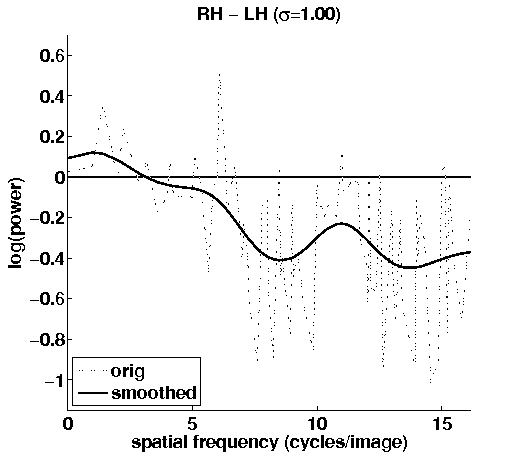 RH − LH (σ=1.00)
0.6
0.4
0.2
0
−0.2
−0.4
−0.6
−0.8
−1
log(power)
orig
smoothed
0 5 10 15
spatial frequency (cycles/image)